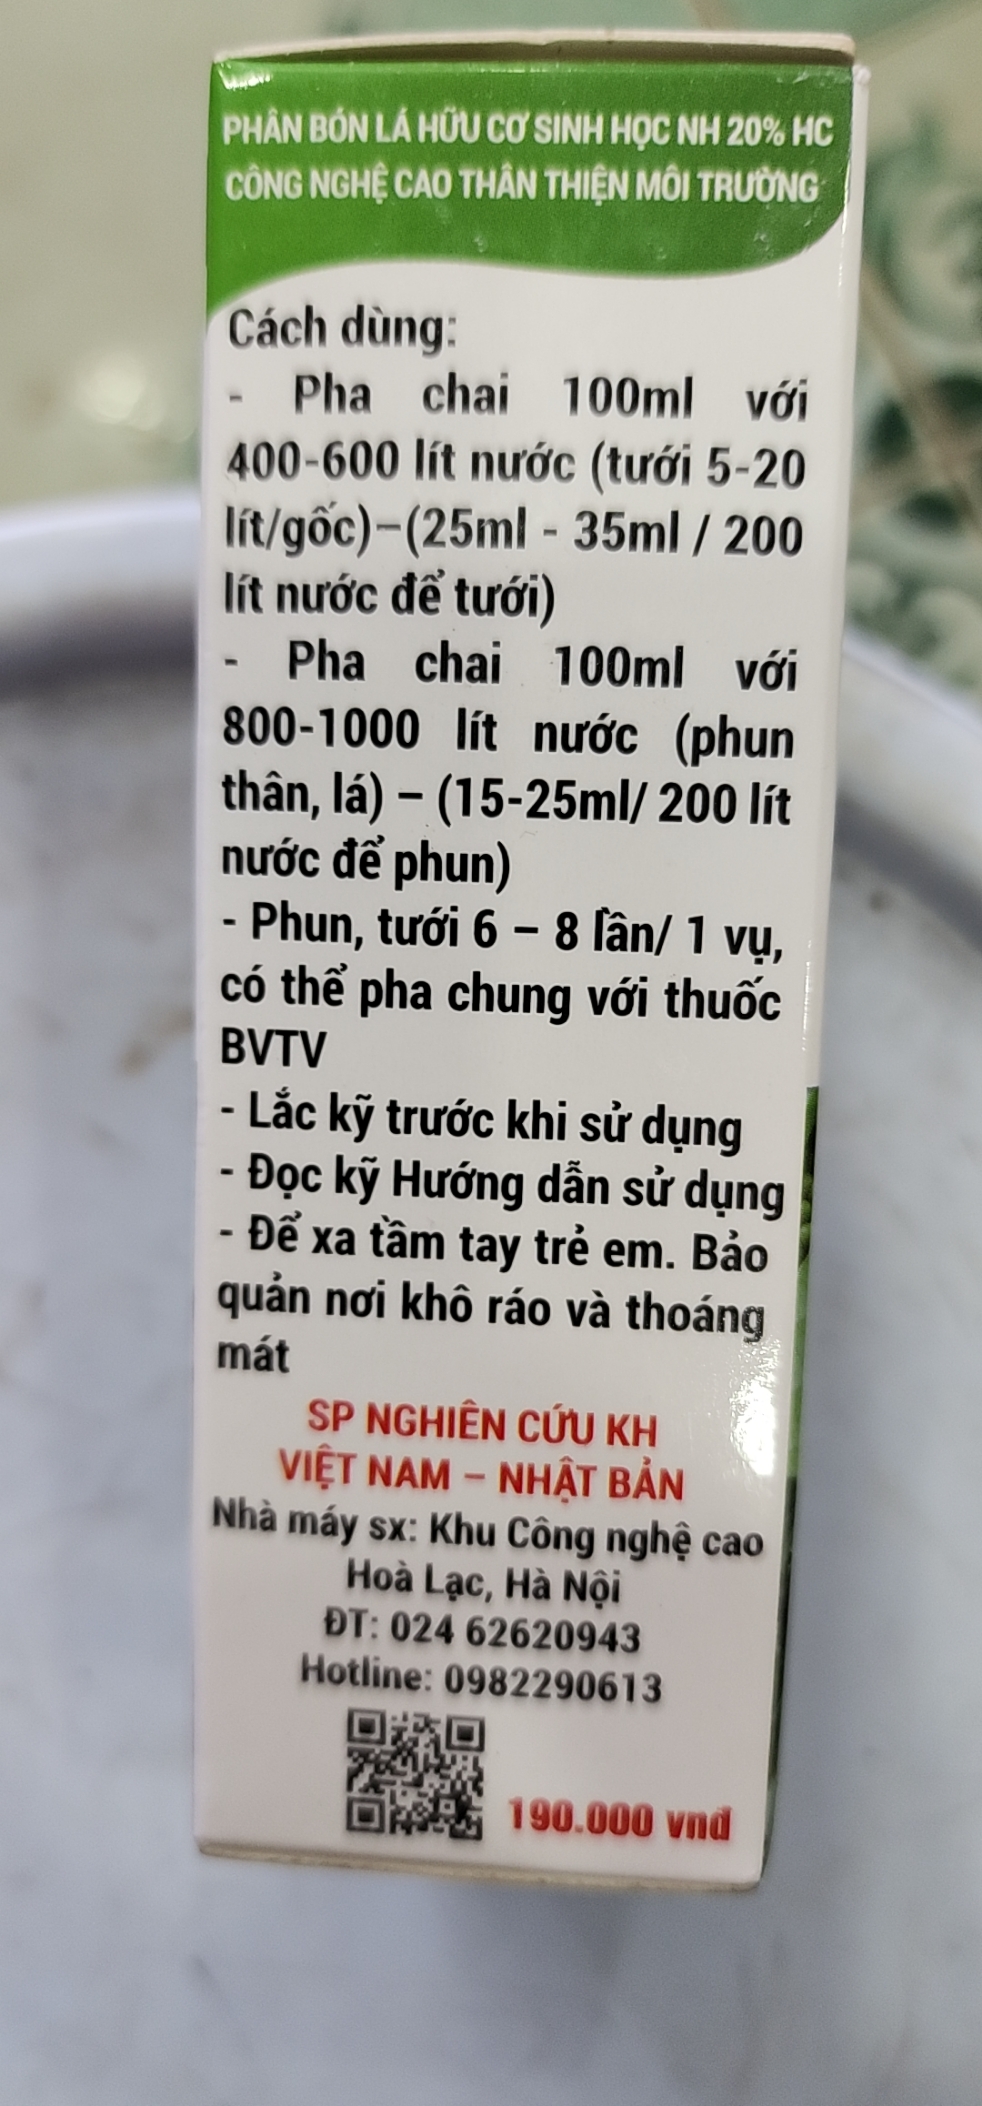 PHÂN BÓN LÁ HỮU CƠ SINH HỌC NH 20% HC
CÔNG NGHỆ CAO THÂN THIỆN MÔI TRƯỜNG
Cách dùng:
- Pha chai 100ml với
400-600 lít nước (tưới 5-20
lít/gốc)–(25ml - 35ml / 200
lít nước để tưới)
- Pha chai 100ml với
800-1000 lít nước (phun
thân, lá) – (15-25ml/ 200 lít
nước để phun)
- Phun, tưới 6 – 8 lần/ 1 vụ,
có thể pha chung với thuốc
BVTV
- Lắc kỹ trước khi sử dụng
- Đọc kỹ Hướng dẫn sử dụng
- Để xa tầm tay trẻ em. Bảo
quản nơi khô ráo và thoáng
mát
SP NGHIÊN CỨU KH
VIỆT NAM – NHẬT BẢN
Nhà máy sx: Khu Công nghệ cao
Hoà Lạc, Hà Nội
ĐT: 024 62620943
Hotline: 0982290613
190.000 vnđ